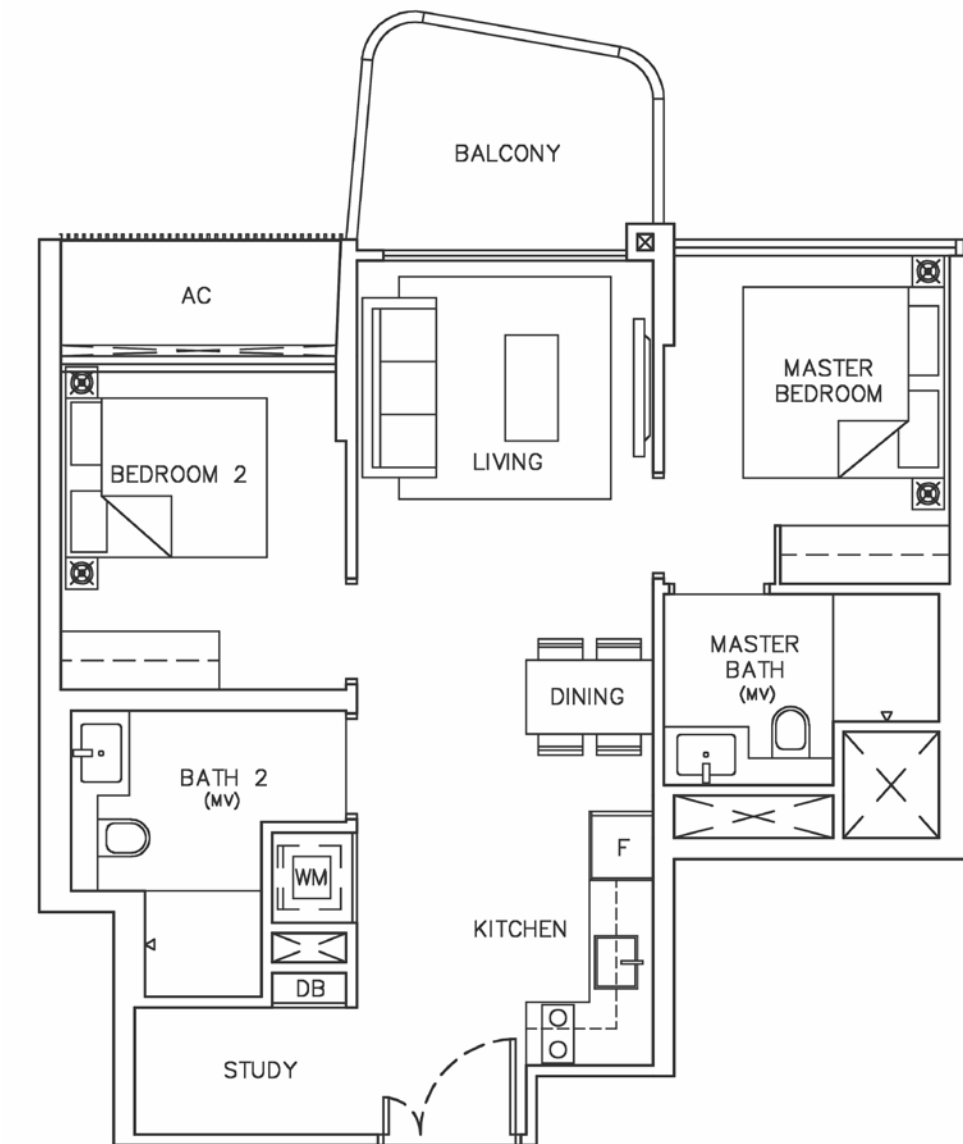 BALCONY
AC
MASTER
BEDROOM
LIVING
BEDROOM 2
MASTER
BATH
(MV)
DINING
BATH 2
(MV)
F
WM
KITCHEN
DB
STUDY